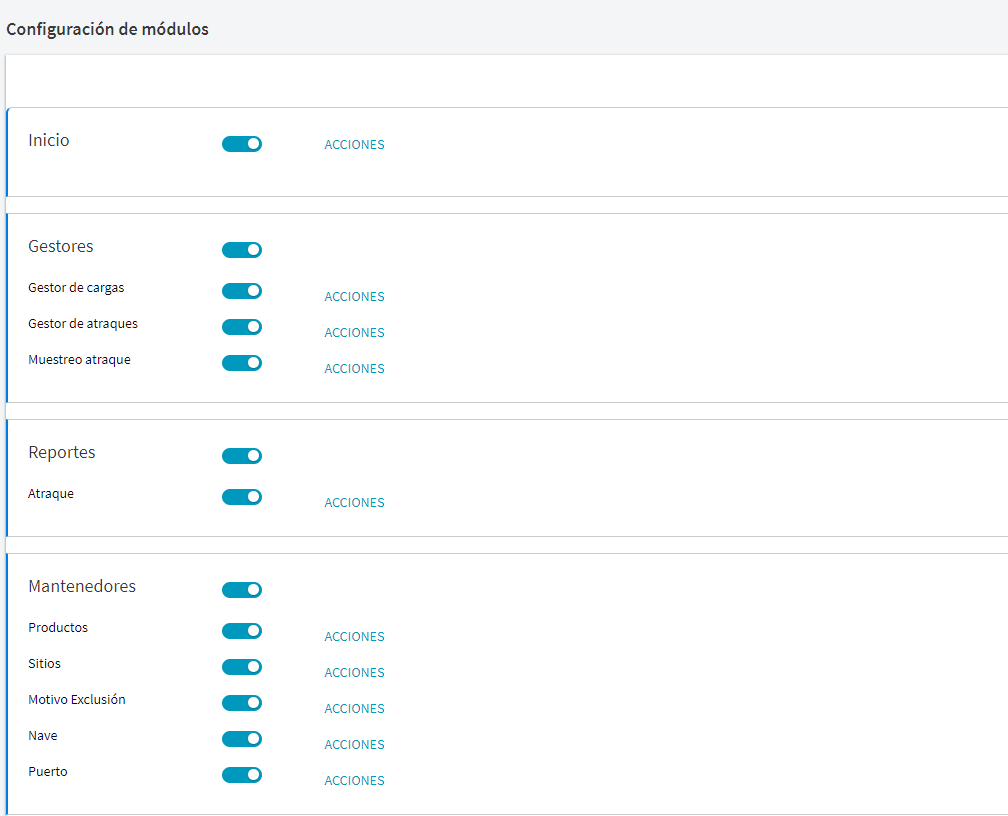 Configuración de módulos
Inicio ACCIONES
Gestores
Gestor de cargas ACCIONES
Gestor de atraques ACCIONES
Muestreo atraque ACCIONES
Reportes
Atraque ACCIONES
Mantenedores
Productos ACCIONES
Sitios ACCIONES
Motivo Exclusión ACCIONES
Nave ACCIONES
Puerto ACCIONES